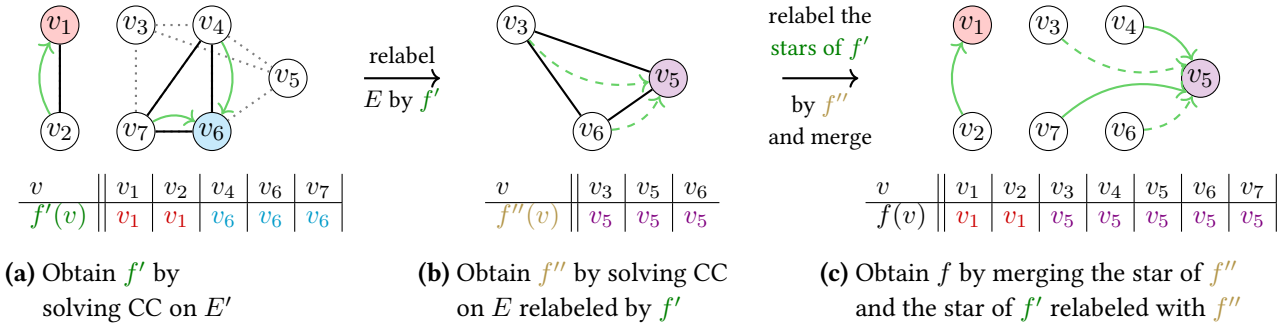 v₁ v₃ v₄ v₅ v₂ v₇ v₆
relabel
E by f′
v₃ v₅ v₆
relabel the
stars of f′
by f″
and merge
v₁ v₃ v₄ v₅ v₂ v₇ v₆
v v₁ v₂ v₄ v₆ v₇
f′(v) v₁ v₁ v₆ v₆ v₆
v v₃ v₅ v₆
f″(v) v₅ v₅ v₅
v v₁ v₂ v₃ v₄ v₅ v₆ v₇
f(v) v₁ v₁ v₅ v₅ v₅ v₅ v₅
(a) Obtain f′ by
solving CC on E′
(b) Obtain f″ by solving CC
on E relabeled by f′
(c) Obtain f by merging the star of f″
and the star of f′ relabeled with f″